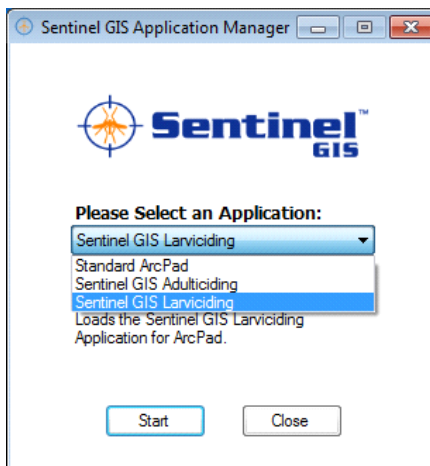 Sentinel GIS Application Manager
Sentinel™
GIS
Please Select an Application:
Sentinel GIS Larviciding
Standard ArcPad
Sentinel GIS Adulticiding
Sentinel GIS Larviciding
Loads the Sentinel GIS Larviciding
Application for ArcPad.
Start Close